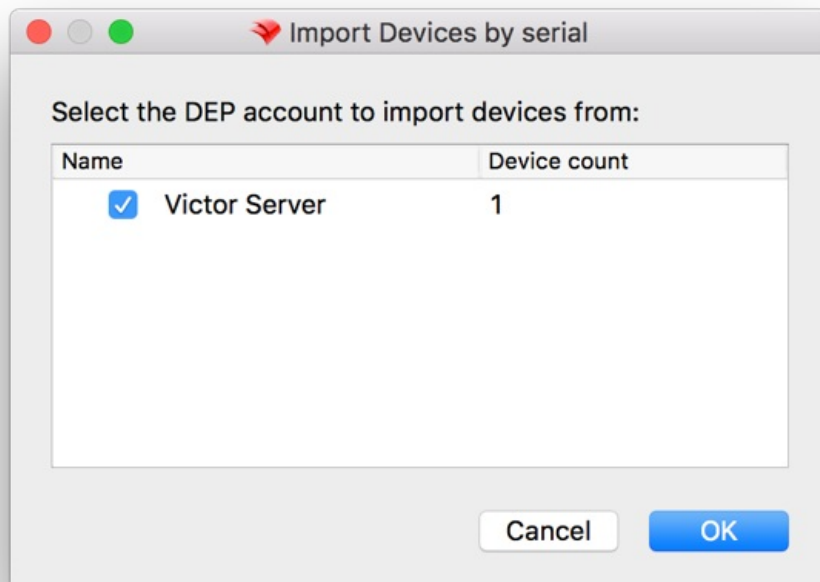 Import Devices by serial
Select the DEP account to import devices from:
Name Device count
Victor Server 1
Cancel OK